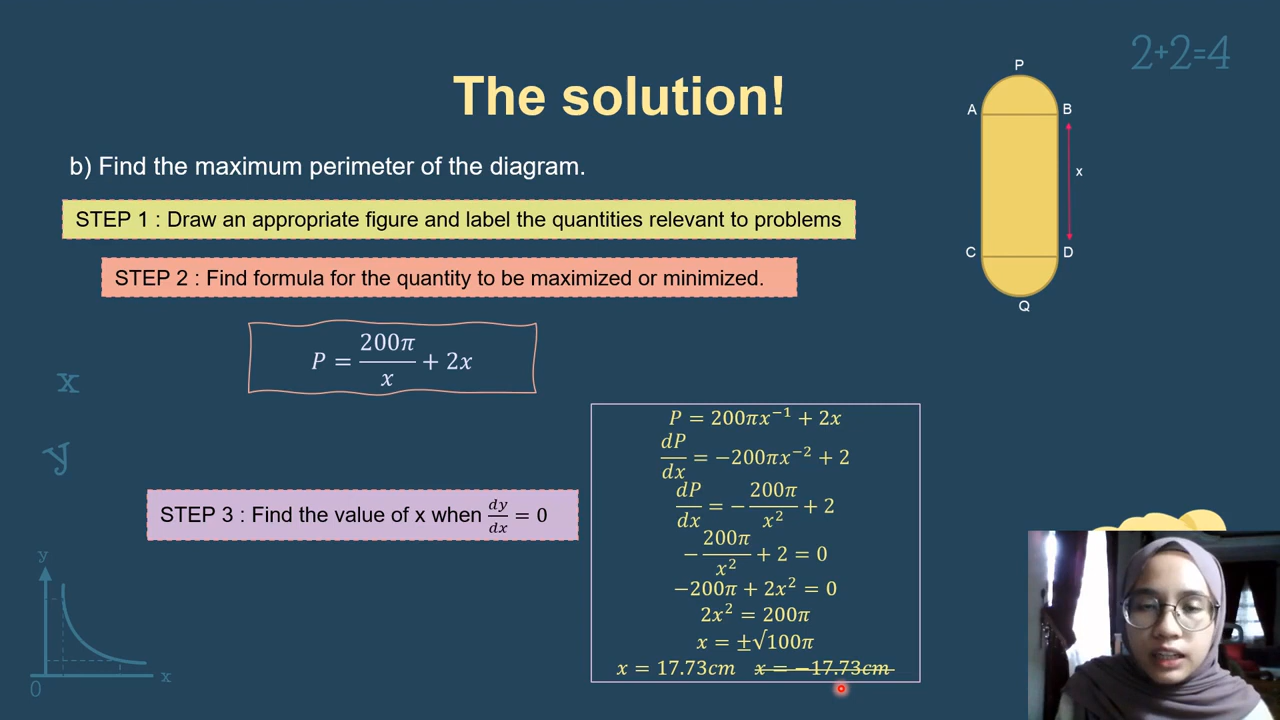 2+2=4
The solution!
b) Find the maximum perimeter of the diagram.
STEP 1 : Draw an appropriate figure and label the quantities relevant to problems
STEP 2 : Find formula for the quantity to be maximized or minimized.
P = 200π/x + 2x
P
A B
x
C D
Q
x
y
STEP 3 : Find the value of x when dy/dx = 0
P = 200πx⁻¹ + 2x
dP/dx = −200πx⁻² + 2
dP/dx = −200π/x² + 2
−200π/x² + 2 = 0
−200π + 2x² = 0
2x² = 200π
x = ±√100π
x = 17.73cm x = −17.73cm
y
0 x